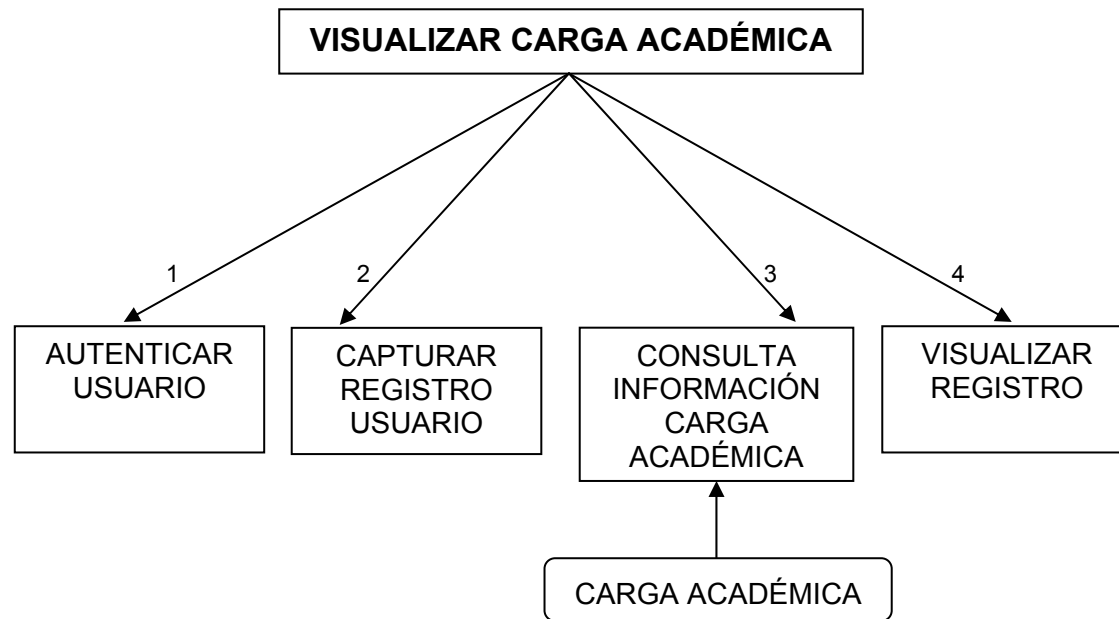 VISUALIZAR CARGA ACADÉMICA
1
2
3
4
AUTENTICAR
USUARIO
CAPTURAR
REGISTRO
USUARIO
CONSULTA
INFORMACIÓN
CARGA
ACADÉMICA
VISUALIZAR
REGISTRO
CARGA ACADÉMICA